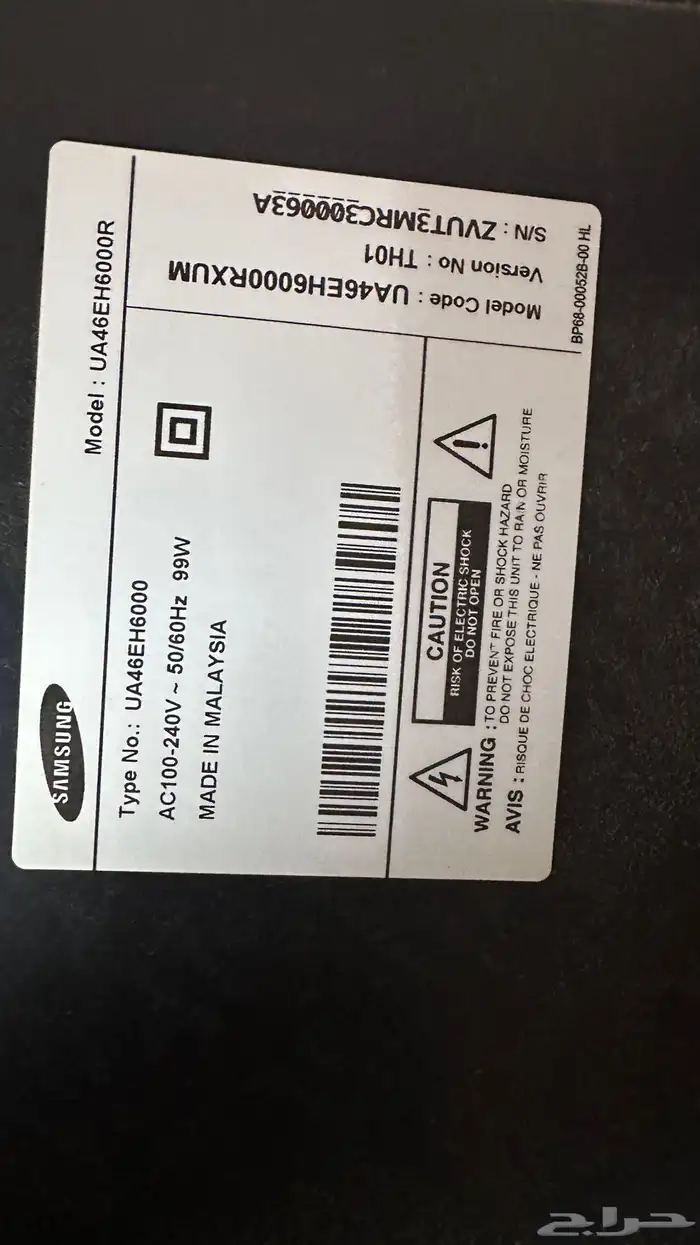 SAMSUNG
Model : UA46EH6000R
Type No.: UA46EH6000
AC100-240V ~ 50/60Hz 99W
MADE IN MALAYSIA
Model Code : UA46EH6000RXUM
Version No : TH01
S/N : ZVUT3MRC300063A
CAUTION
RISK OF ELECTRIC SHOCK
DO NOT OPEN
WARNING : TO PREVENT FIRE OR SHOCK HAZARD
DO NOT EXPOSE THIS UNIT TO RAIN OR MOISTURE
AVIS : RISQUE DE CHOC ELECTRIQUE - NE PAS OUVRIR
BP68-00052B-00 HL
حراج